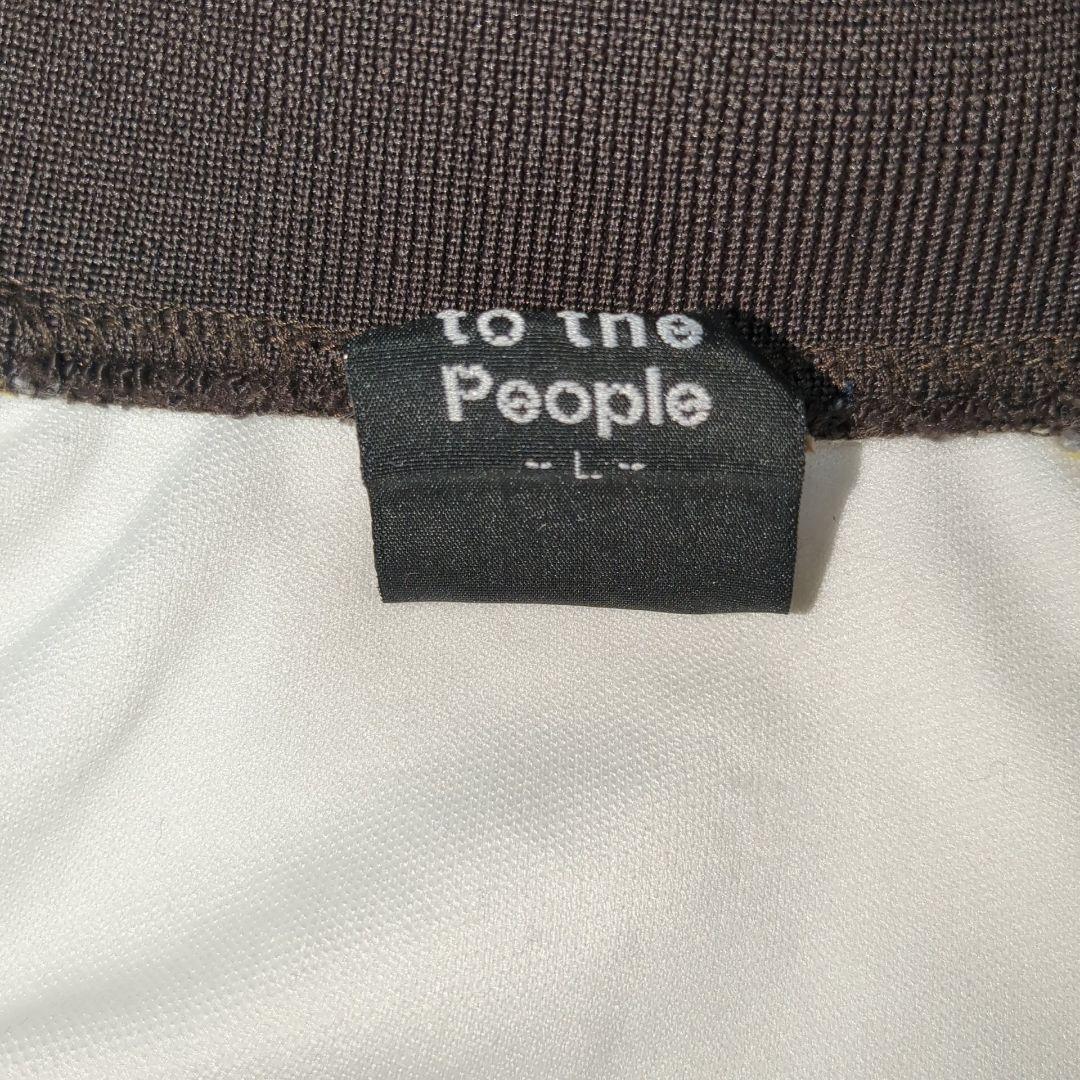 to the
People
-- L. --